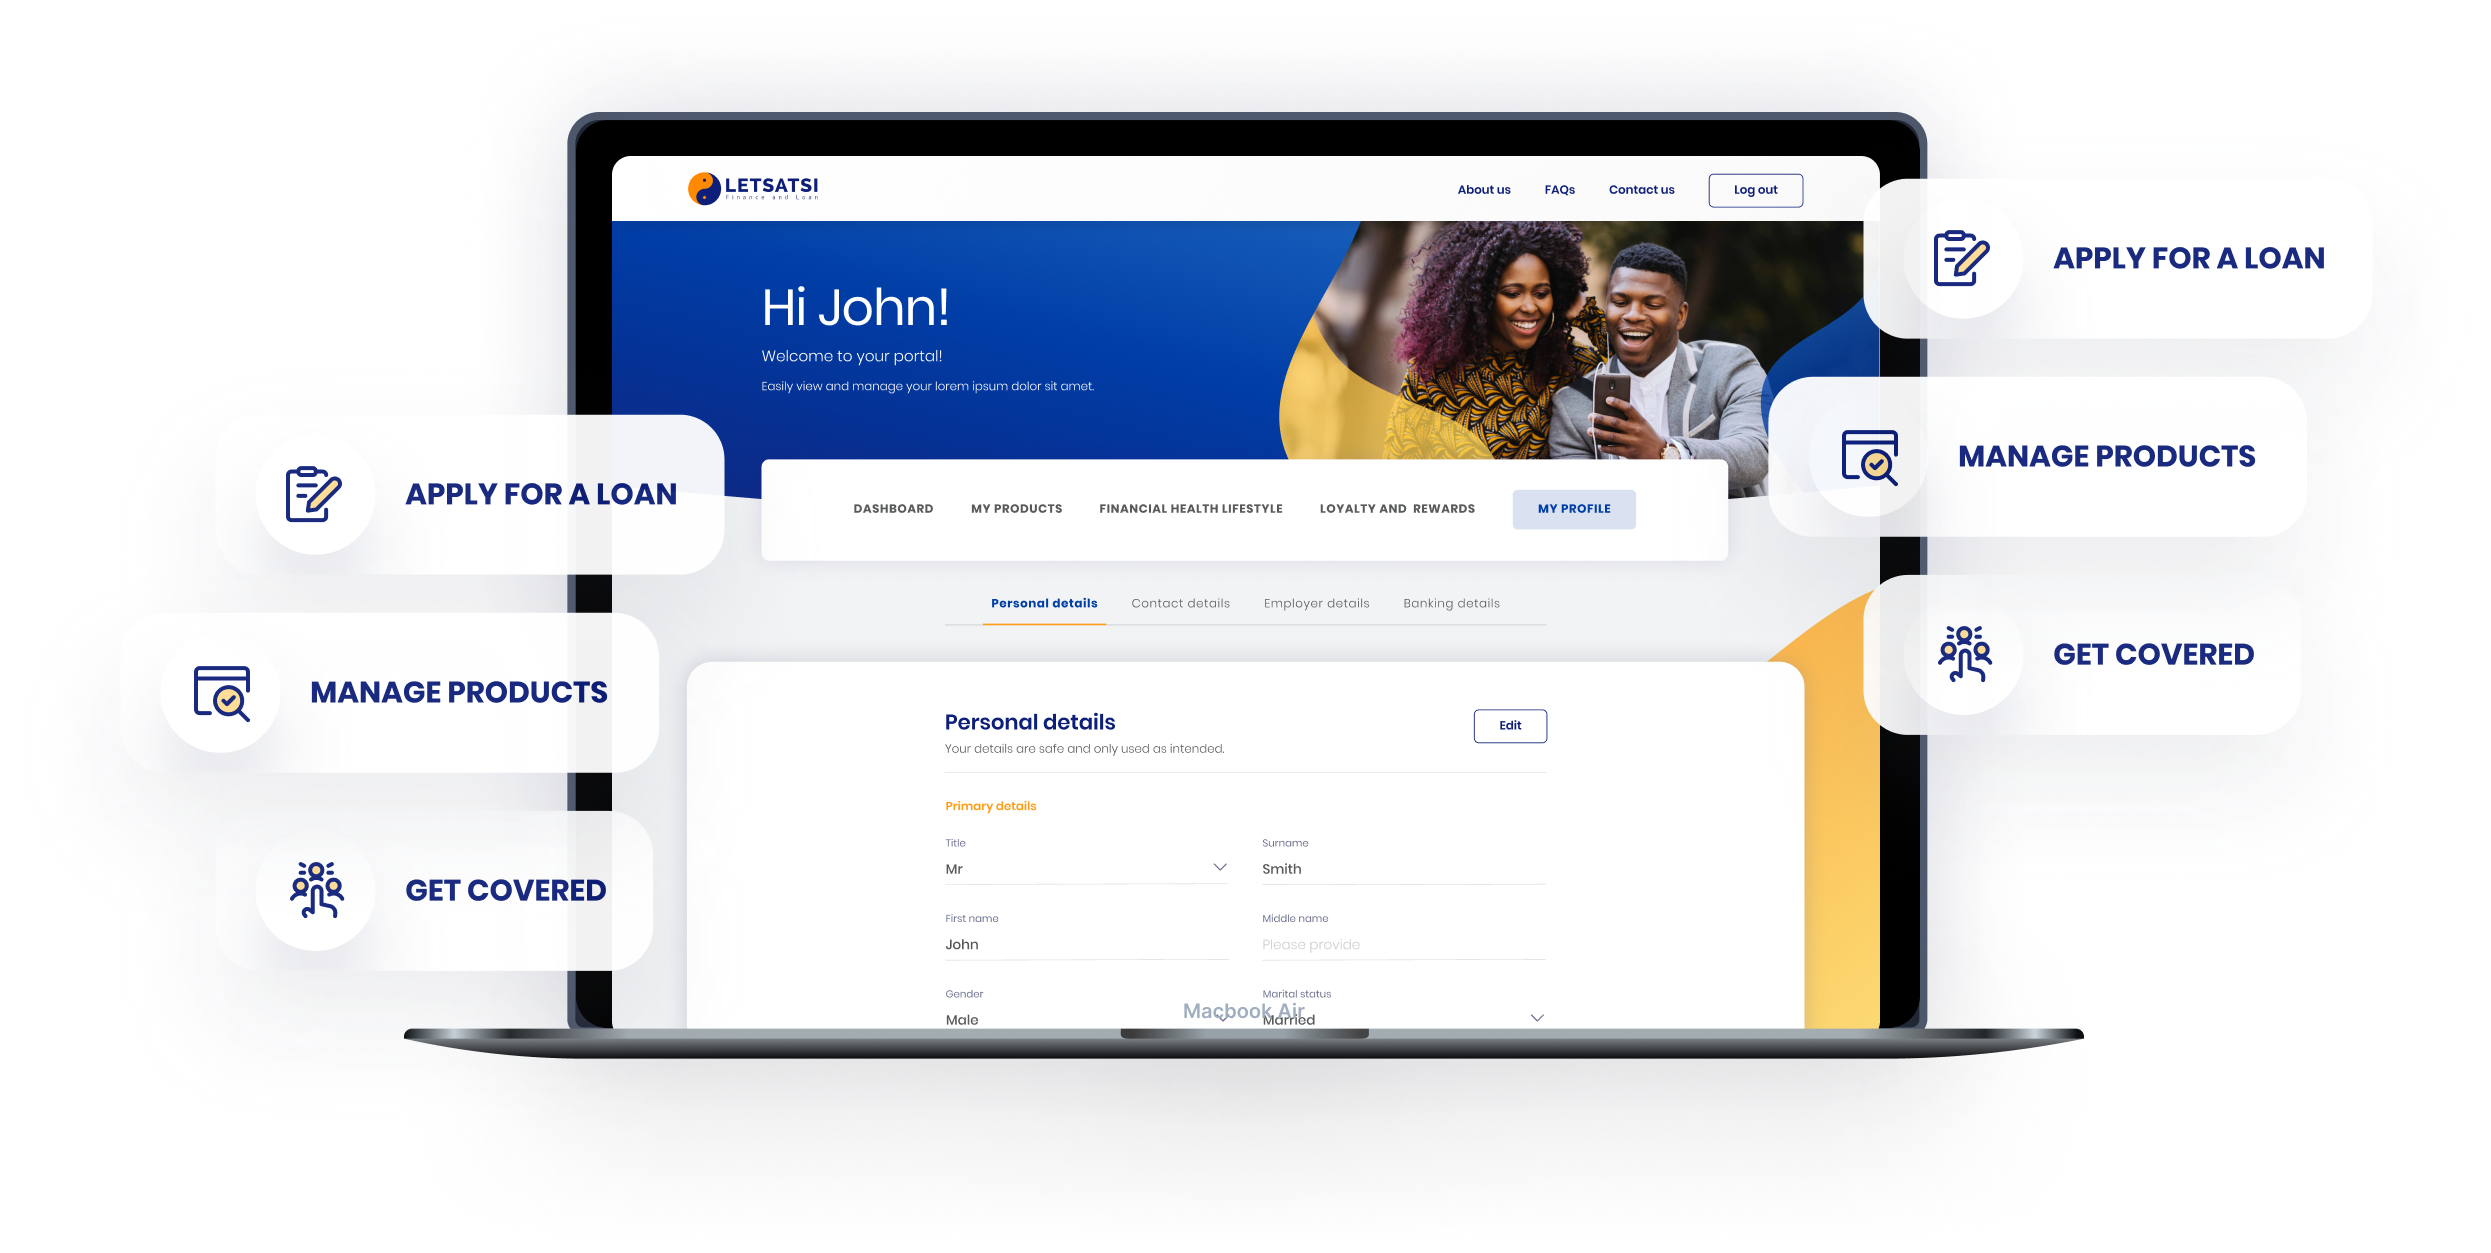 LETSATSI
Finance and Loan
About us
FAQs
Contact us
Log out
Hi John!
Welcome to your portal!
Easily view and manage your lorem ipsum dolor sit amet.
APPLY FOR A LOAN
MANAGE PRODUCTS
GET COVERED
DASHBOARD
MY PRODUCTS
FINANCIAL HEALTH LIFESTYLE
LOYALTY AND REWARDS
MY PROFILE
Personal details
Contact details
Employer details
Banking details
Personal details
Edit
Your details are safe and only used as intended.
Primary details
Title
Surname
Mr
Smith
First name
Middle name
John
Please provide
Gender
Marital status
Male
Married
Macbook Air
APPLY FOR A LOAN
MANAGE PRODUCTS
GET COVERED